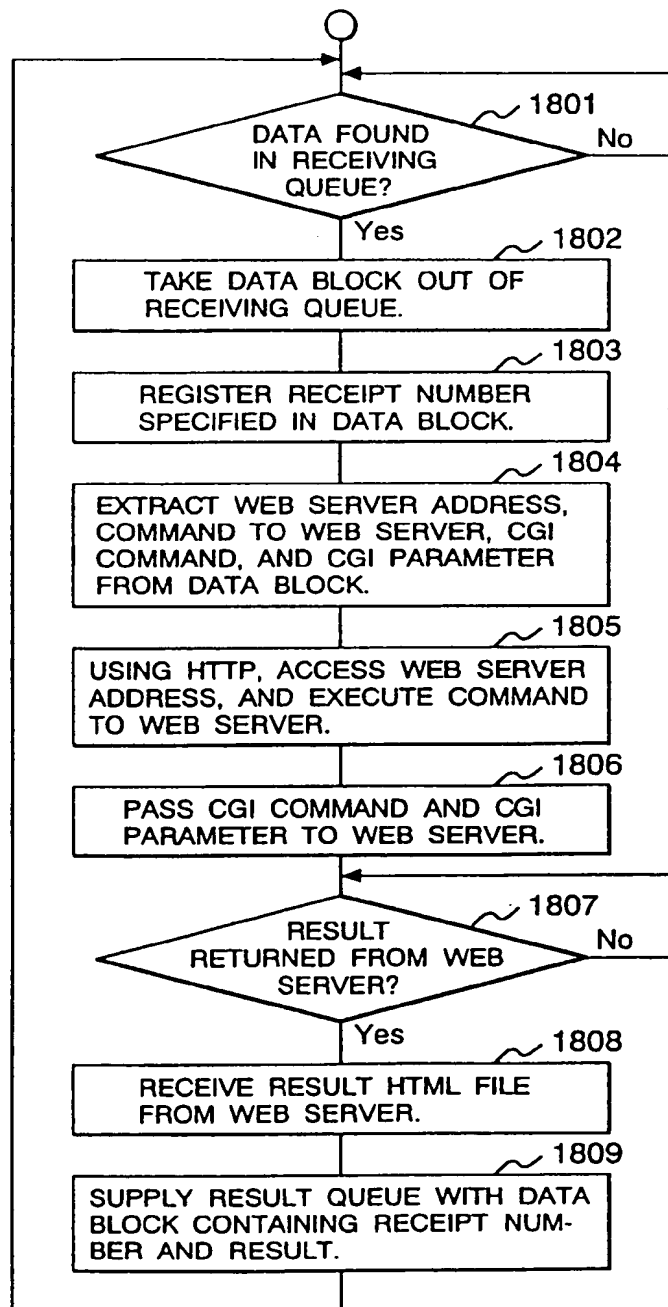 1801
DATA FOUND
IN RECEIVING
QUEUE?
No
Yes
1802
TAKE DATA BLOCK OUT OF
RECEIVING QUEUE.
1803
REGISTER RECEIPT NUMBER
SPECIFIED IN DATA BLOCK.
1804
EXTRACT WEB SERVER ADDRESS,
COMMAND TO WEB SERVER, CGI
COMMAND, AND CGI PARAMETER
FROM DATA BLOCK.
1805
USING HTTP, ACCESS WEB SERVER
ADDRESS, AND EXECUTE COMMAND
TO WEB SERVER.
1806
PASS CGI COMMAND AND CGI
PARAMETER TO WEB SERVER.
1807
RESULT
RETURNED FROM WEB
SERVER?
No
Yes
1808
RECEIVE RESULT HTML FILE
FROM WEB SERVER.
1809
SUPPLY RESULT QUEUE WITH DATA
BLOCK CONTAINING RECEIPT NUM-
BER AND RESULT.